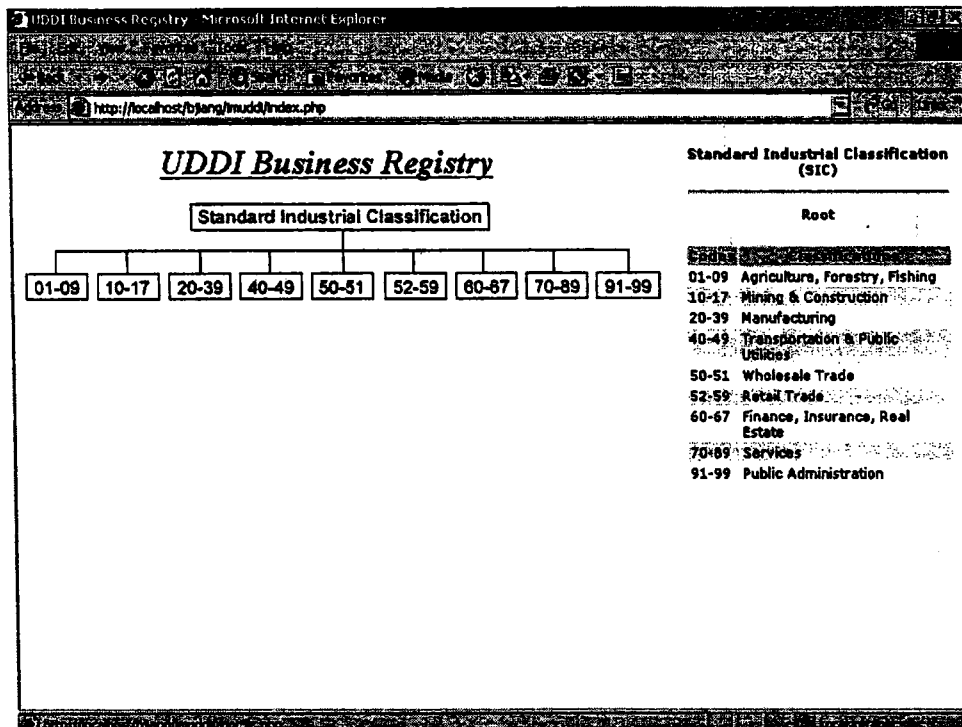 UDDI Business Registry - Microsoft Internet Explorer
Address http://localhost/bjiang/imuddi/index.php
UDDI Business Registry
Standard Industrial Classification
01-09 10-17 20-39 40-49 50-51 52-59 60-67 70-89 91-99
Standard Industrial Classification
(SIC)
Root
Codes Classifications
01-09 Agriculture, Forestry, Fishing
10-17 Mining & Construction
20-39 Manufacturing
40-49 Transportation & Public
Utilities
50-51 Wholesale Trade
52-59 Retail Trade
60-67 Finance, Insurance, Real
Estate
70-89 Services
91-99 Public Administration